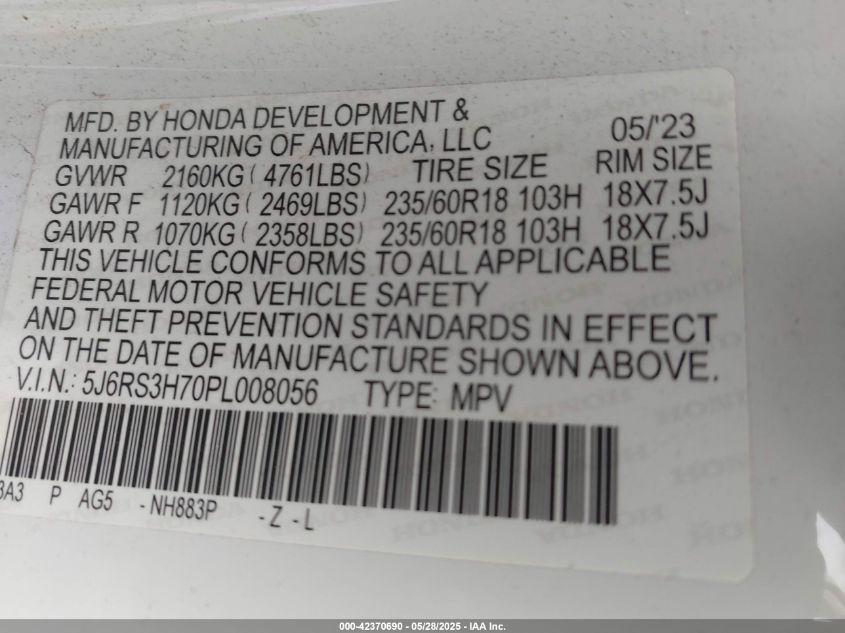 MFD. BY HONDA DEVELOPMENT &
MANUFACTURING OF AMERICA, LLC 05/'23
GVWR 2160KG ( 4761LBS) TIRE SIZE RIM SIZE
GAWR F 1120KG ( 2469LBS) 235/60R18 103H 18X7.5J
GAWR R 1070KG ( 2358LBS) 235/60R18 103H 18X7.5J
THIS VEHICLE CONFORMS TO ALL APPLICABLE
FEDERAL MOTOR VEHICLE SAFETY
AND THEFT PREVENTION STANDARDS IN EFFECT
ON THE DATE OF MANUFACTURE SHOWN ABOVE.
V.I.N.: 5J6RS3H70PL008056 TYPE: MPV
3A3 P AG5 -NH883P -Z -L
000-42370690 - 05/28/2025 - IAA Inc.